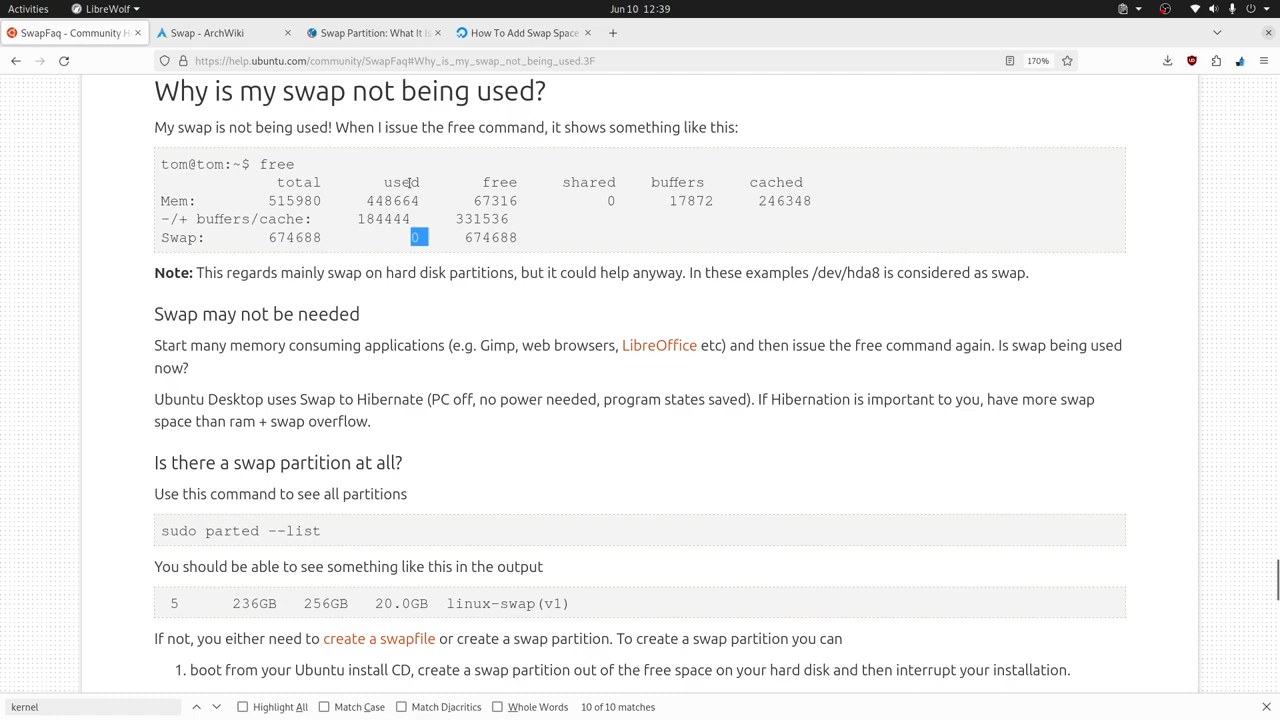 Activities LibreWolf Jun 10 12:39
SwapFaq - Community H Swap - ArchWiki Swap Partition: What It Is How To Add Swap Space
https://help.ubuntu.com/community/SwapFaq#Why_is_my_swap_not_being_used.3F 170%
Why is my swap not being used?
My swap is not being used! When I issue the free command, it shows something like this:
tom@tom:~$ free
total used free shared buffers cached
Mem: 515980 448664 67316 0 17872 246348
-/+ buffers/cache: 184444 331536
Swap: 674688 0 674688
Note: This regards mainly swap on hard disk partitions, but it could help anyway. In these examples /dev/hda8 is considered as swap.
Swap may not be needed
Start many memory consuming applications (e.g. Gimp, web browsers, LibreOffice etc) and then issue the free command again. Is swap being used
now?
Ubuntu Desktop uses Swap to Hibernate (PC off, no power needed, program states saved). If Hibernation is important to you, have more swap
space than ram + swap overflow.
Is there a swap partition at all?
Use this command to see all partitions
sudo parted --list
You should be able to see something like this in the output
5 236GB 256GB 20.0GB linux-swap(v1)
If not, you either need to create a swapfile or create a swap partition. To create a swap partition you can
1. boot from your Ubuntu install CD, create a swap partition out of the free space on your hard disk and then interrupt your installation.
kernel Highlight All Match Case Match Diacritics Whole Words 10 of 10 matches